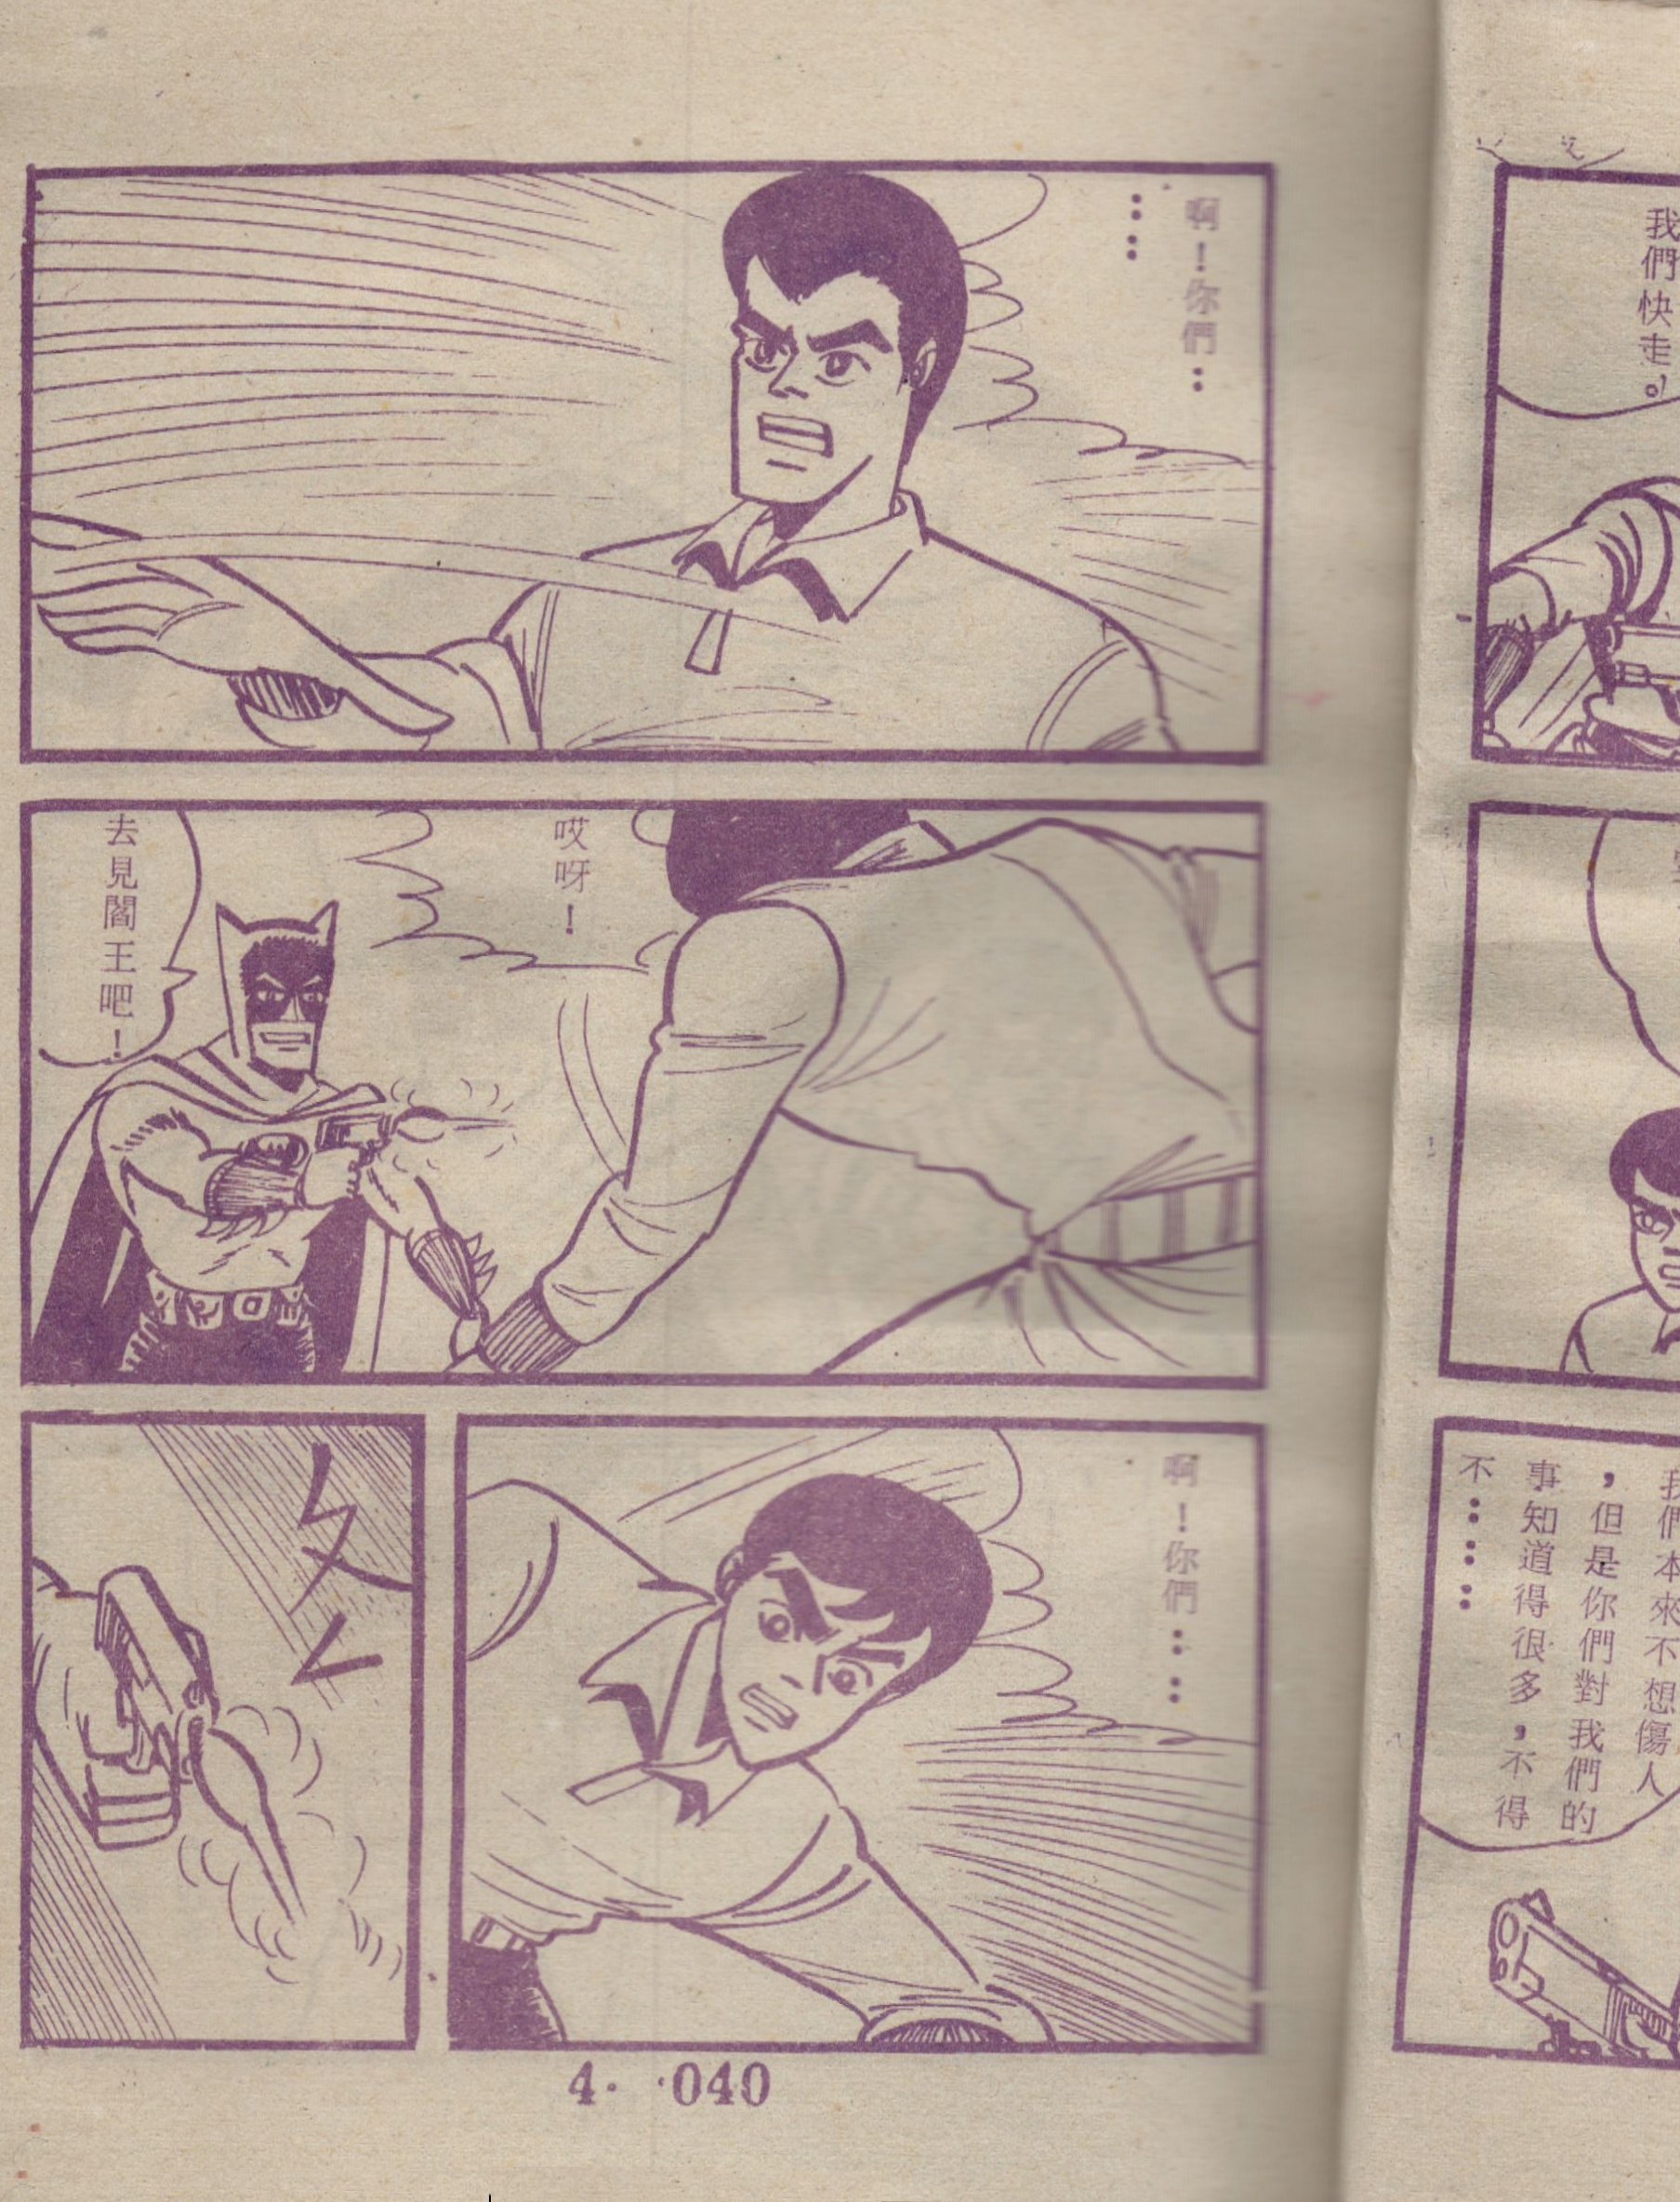 我們快走。
我們本來不想傷人
，但是你們對我們的
事知道得很多，不得
不……
啊！你們‥
‥‥
哎呀！
去見閻王吧！
啊！你們‥‥
ㄅㄨㄥ
4. ·040